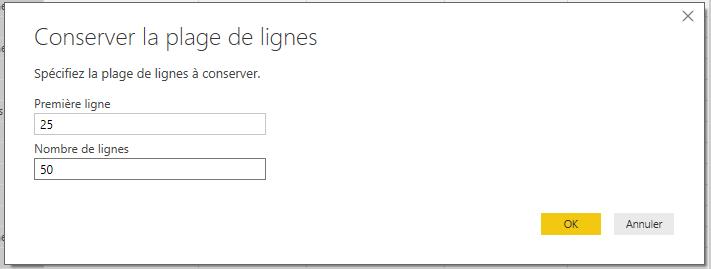 Conserver la plage de lignes
Spécifiez la plage de lignes à conserver.
Première ligne
25
Nombre de lignes
50
OK
Annuler